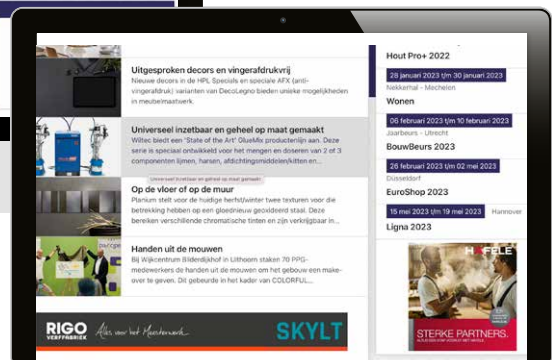 Uitgesproken decors en vingerafdrukvrij
Nieuwe decors in de HPL Specials en speciale AFX (anti-
vingerafdruk) varianten van DecoLegno bieden unieke mogelijkheden
in meubelmaatwerk.
Universeel inzetbaar en geheel op maat gemaakt
Wiltec biedt een 'State of the Art' GlueMix productenlijn aan. Deze
serie is speciaal ontwikkeld voor het mengen en doseren van 2 of 3
componenten lijmen, harsen, afdichtingsmiddelen/kitten en...
Universeel inzetbaar en geheel op maat gemaakt
Op de vloer of op de muur
Planium stelt voor de huidige herfst/winter twee texturen voor die
betrekking hebben op een gloednieuw geoxideerd staal. Deze
bereiken verschillende chromatische tinten en zijn verkrijgbaar in...
Handen uit de mouwen
Bij Wijkcentrum Bilderdijkhof in Uithoorn staken 70 PPG-
medewerkers de handen uit de mouwen om het gebouw een make-
over te geven. Dit gebeurde in het kader van COLORFUL...
RIGO
VERFFABRIEK
Alles voor het Meesterwerk.
SKYLT
Hout Pro+ 2022
28 januari 2023 t/m 30 januari 2023
Nekkerhal - Mechelen
Wonen
06 februari 2023 t/m 10 februari 2023
Jaarbeurs - Utrecht
BouwBeurs 2023
26 februari 2023 t/m 02 mei 2023
Düsseldorf
EuroShop 2023
15 mei 2023 t/m 19 mei 2023 Hannover
Ligna 2023
HÄFELE
STERKE PARTNERS.